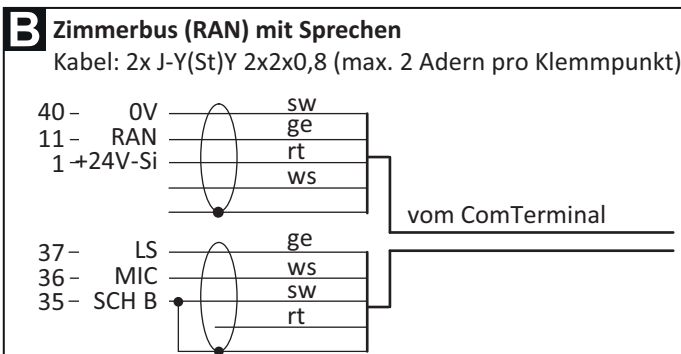 B Zimmerbus (RAN) mit Sprechen
Kabel: 2x J-Y(St)Y 2x2x0,8 (max. 2 Adern pro Klemmpunkt)
40 – 0V sw
11 – RAN ge
1 – +24V-Si rt
ws
vom ComTerminal
37 – LS ge
36 – MIC ws
35 – SCH B sw
rt